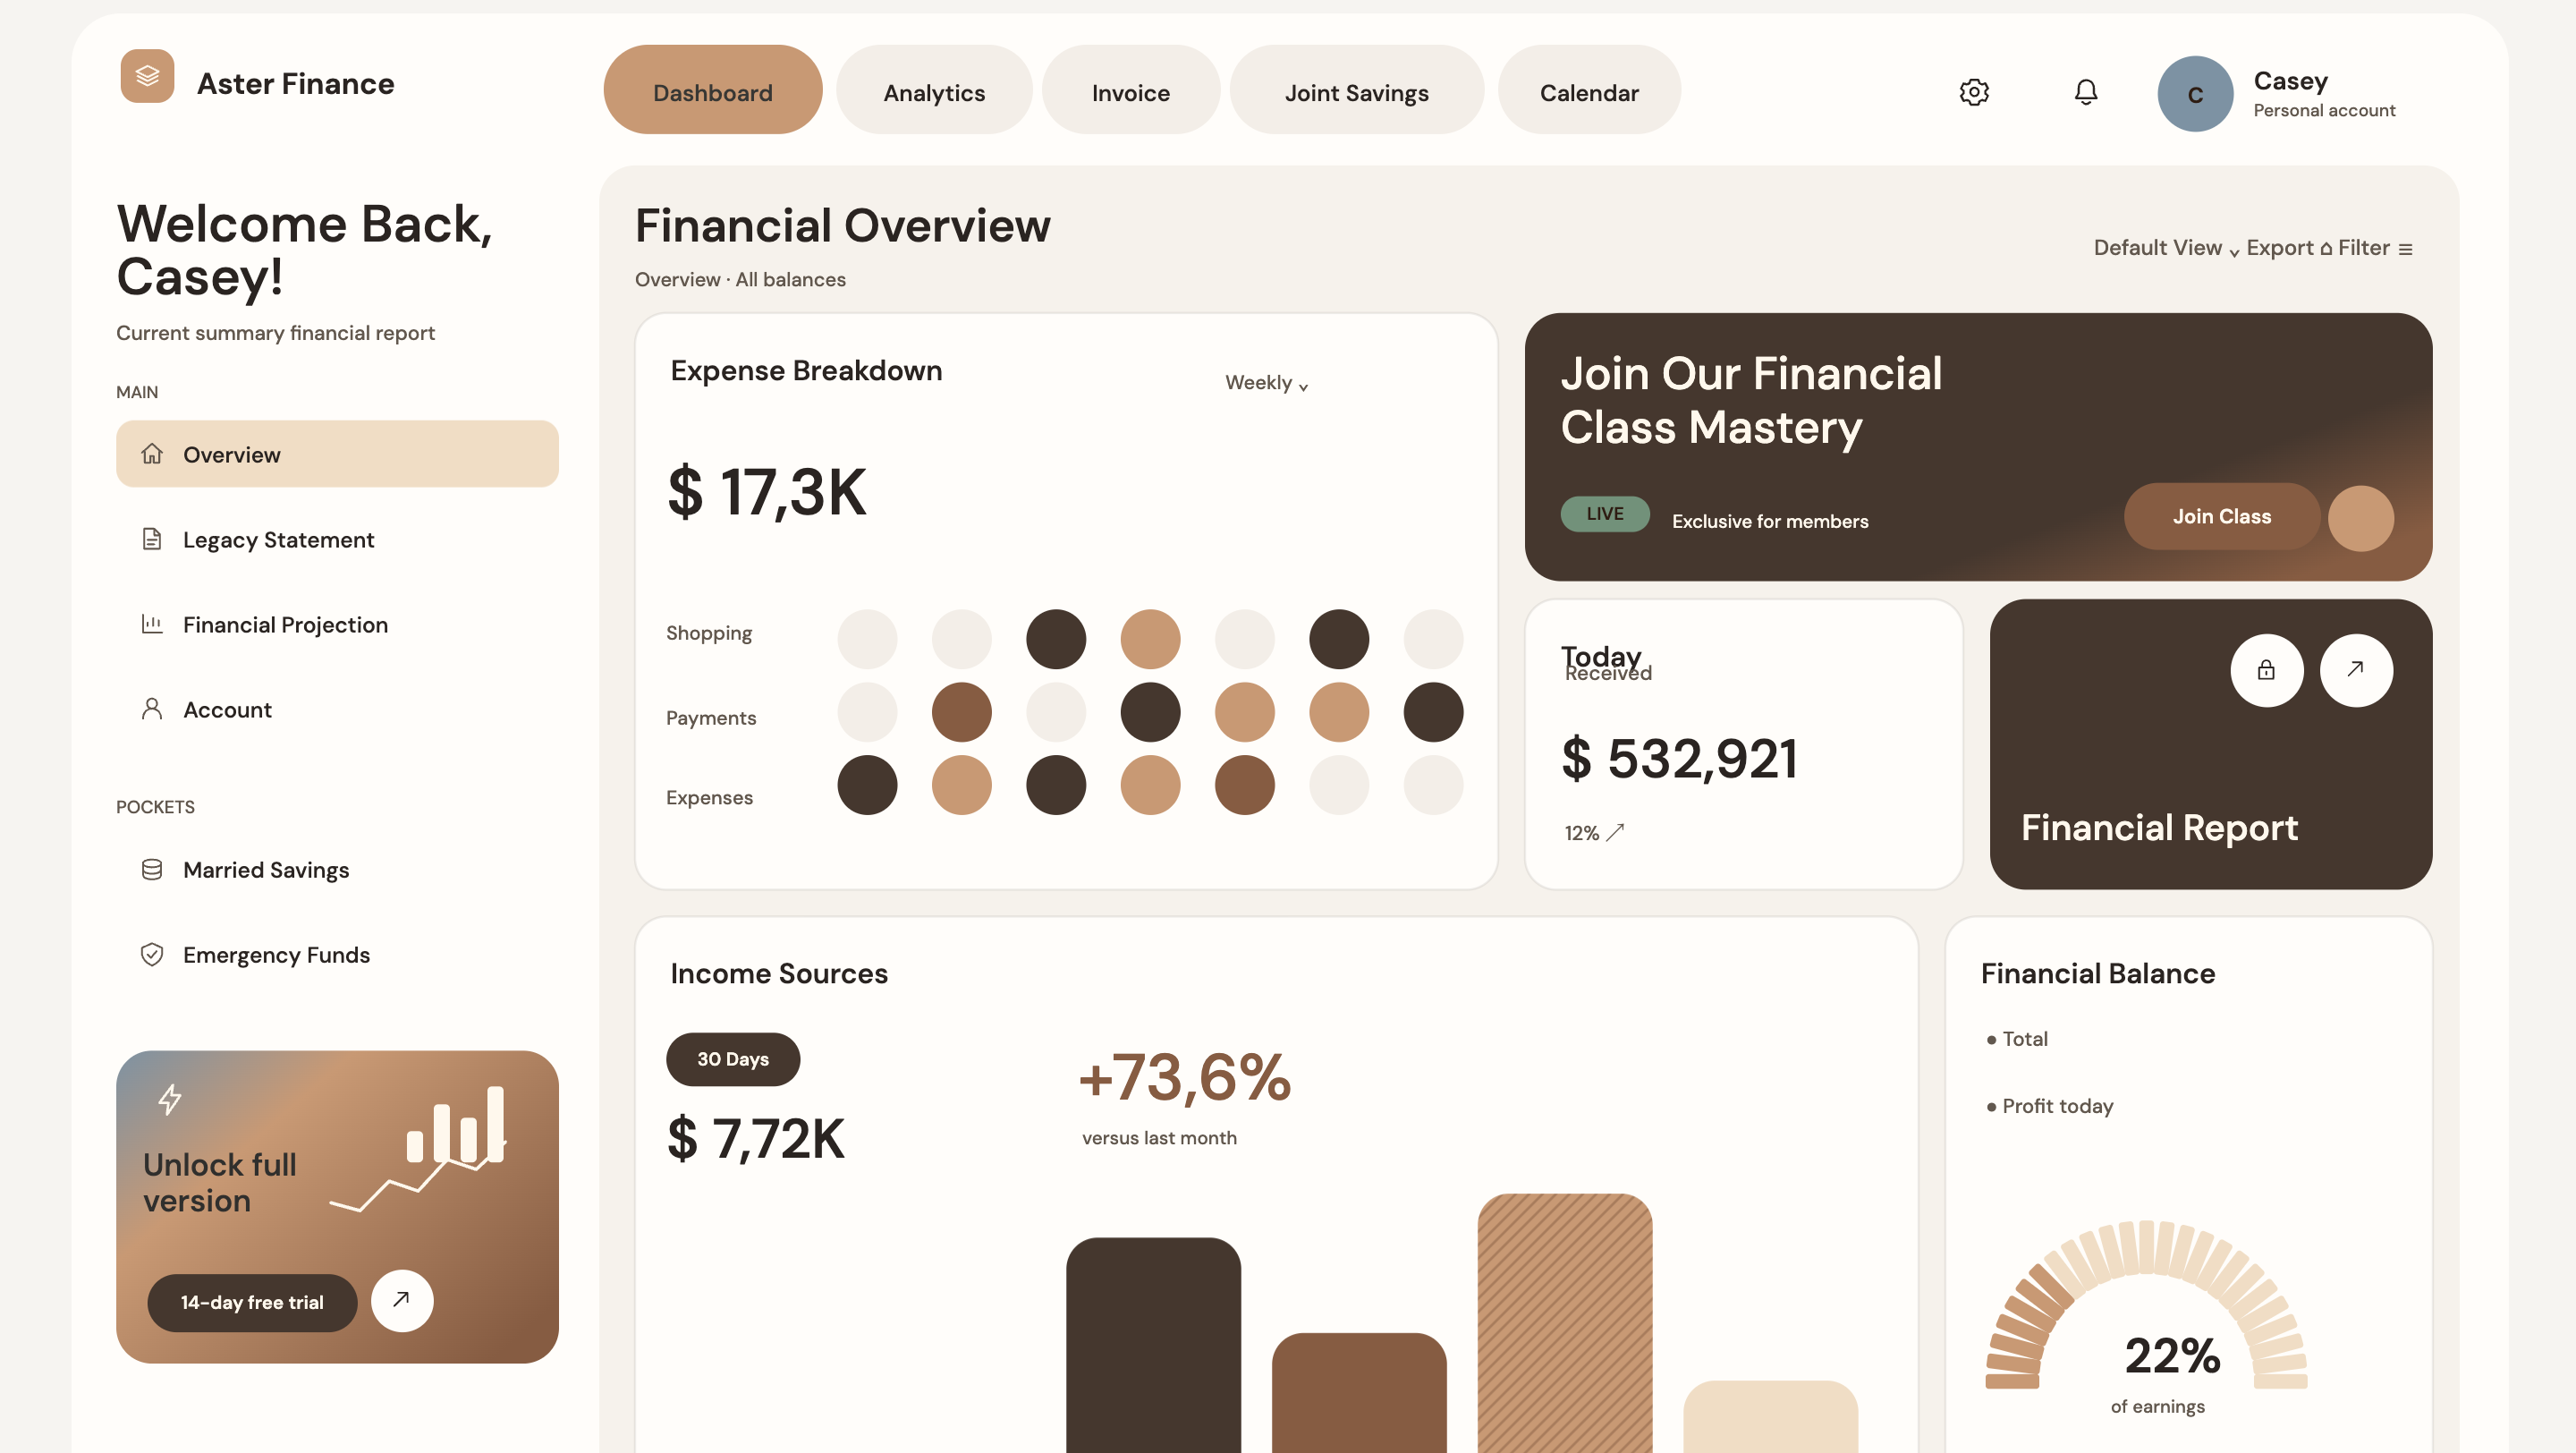 Aster Finance
Dashboard
Analytics
Invoice
Joint Savings
Calendar
C
Casey
Personal account
Welcome Back,
Casey!
Current summary financial report
MAIN
Overview
Legacy Statement
Financial Projection
Account
POCKETS
Married Savings
Emergency Funds
Unlock full
version
14-day free trial
Financial Overview
Overview · All balances
Default View Export Filter
Expense Breakdown
Weekly
$ 17,3K
Shopping
Payments
Expenses
Join Our Financial
Class Mastery
LIVE
Exclusive for members
Join Class
Today
Received
$ 532,921
12%
Financial Report
Income Sources
30 Days
$ 7,72K
+73,6%
versus last month
Financial Balance
• Total
• Profit today
22%
of earnings